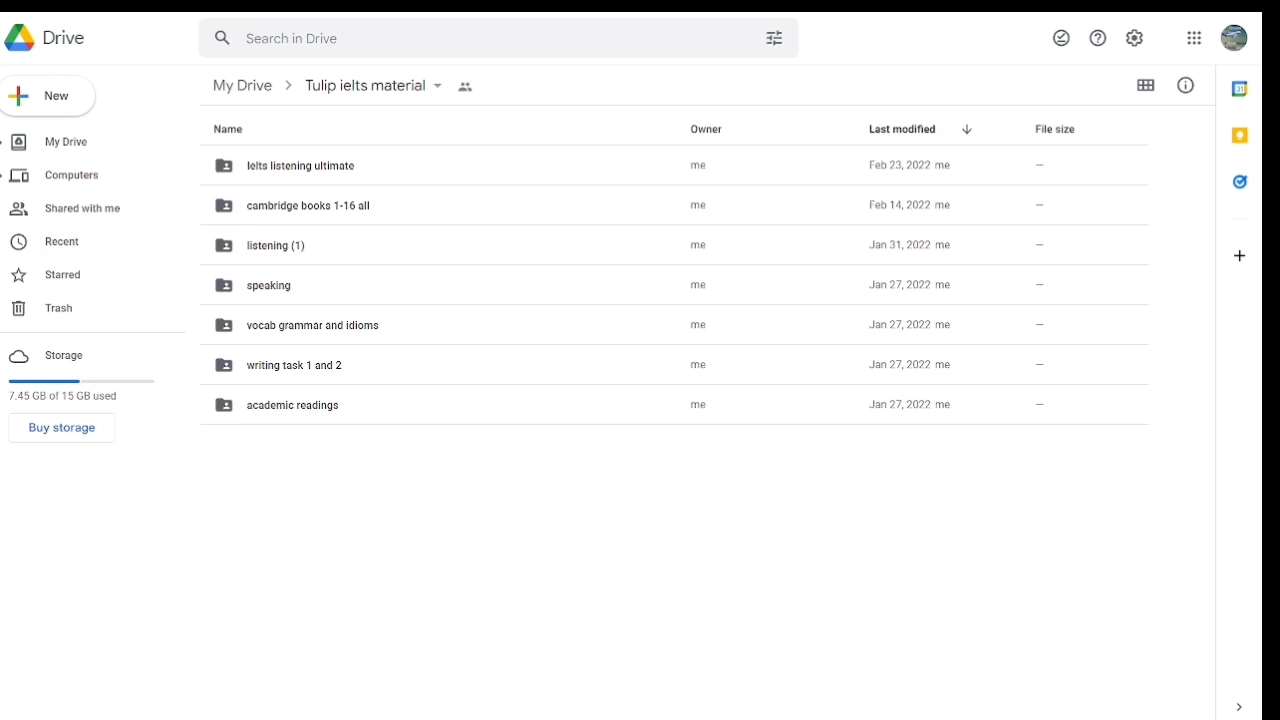 Drive
Search in Drive
New
My Drive
Computers
Shared with me
Recent
Starred
Trash
Storage
7.45 GB of 15 GB used
Buy storage
My Drive > Tulip ielts material
Name Owner Last modified File size
Ielts listening ultimate me Feb 23, 2022 me —
cambridge books 1-16 all me Feb 14, 2022 me —
listening (1) me Jan 31, 2022 me —
speaking me Jan 27, 2022 me —
vocab grammar and idioms me Jan 27, 2022 me —
writing task 1 and 2 me Jan 27, 2022 me —
academic readings me Jan 27, 2022 me —
31